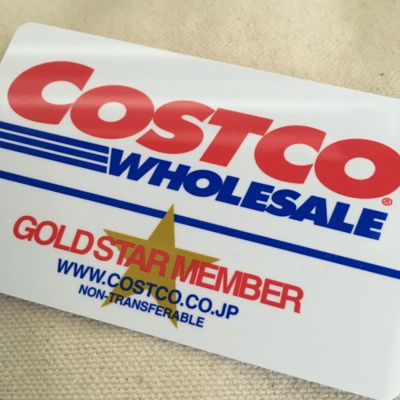 COSTCO®
WHOLESALE
GOLD STAR MEMBER
WWW.COSTCO.CO.JP
NON-TRANSFERABLE